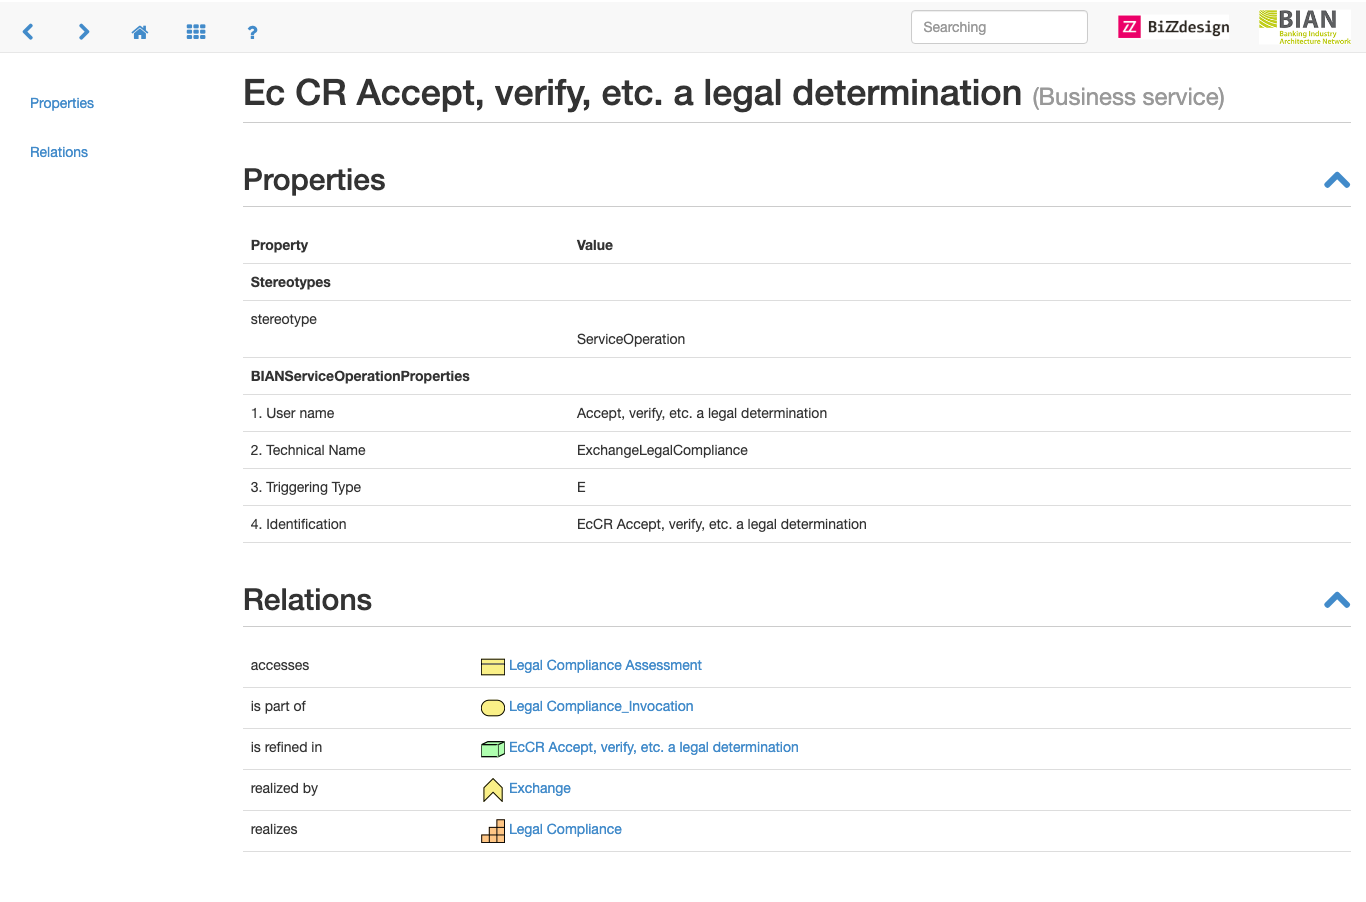 ?
Searching
ZZ BiZZdesign
BIAN
Banking Industry
Architecture Network
Properties
Relations
Ec CR Accept, verify, etc. a legal determination (Business service)
Properties
Property Value
Stereotypes
stereotype
ServiceOperation
BIANServiceOperationProperties
1. User name Accept, verify, etc. a legal determination
2. Technical Name ExchangeLegalCompliance
3. Triggering Type E
4. Identification EcCR Accept, verify, etc. a legal determination
Relations
accesses Legal Compliance Assessment
is part of Legal Compliance_Invocation
is refined in EcCR Accept, verify, etc. a legal determination
realized by Exchange
realizes Legal Compliance